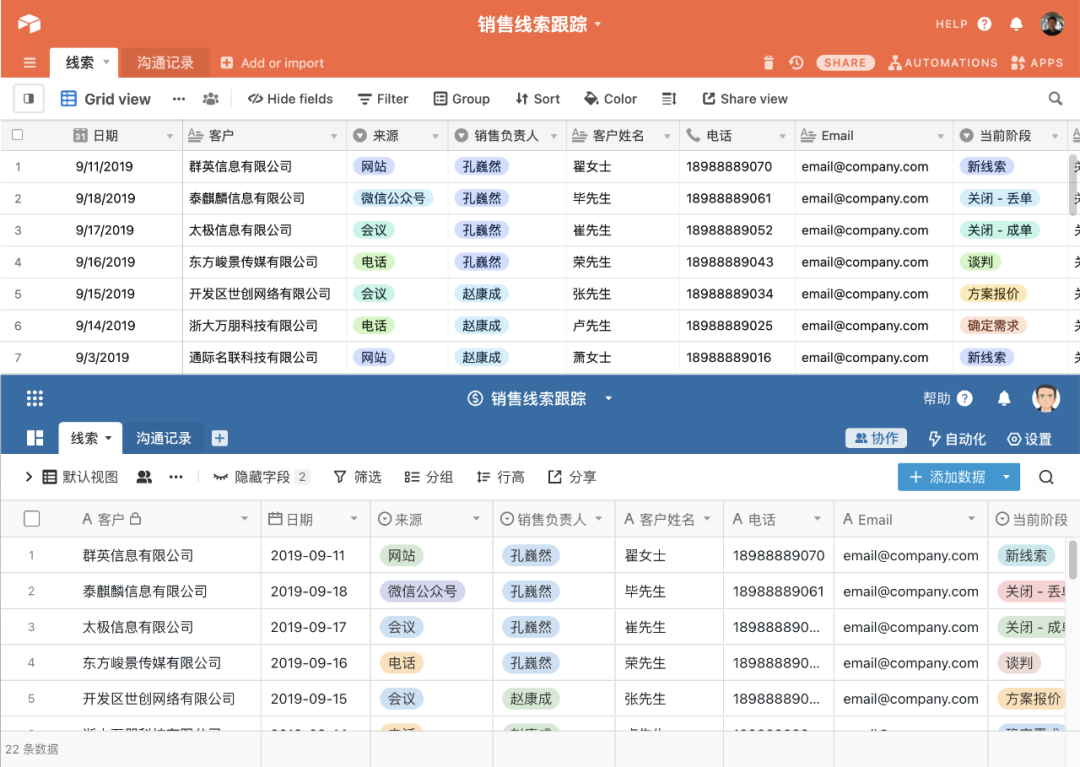 销售线索跟踪 HELP
线索 沟通记录 Add or import SHARE AUTOMATIONS APPS
Grid view Hide fields Filter Group Sort Color Share view
日期 客户 来源 销售负责人 客户姓名 电话 Email 当前阶段
1 9/11/2019 群英信息有限公司 网站 孔巍然 翟女士 18988889070 email@company.com 新线索
2 9/18/2019 泰麒麟信息有限公司 微信公众号 孔巍然 毕先生 18988889061 email@company.com 关闭 - 丢单
3 9/17/2019 太极信息有限公司 会议 孔巍然 崔先生 18988889052 email@company.com 关闭 - 成单
4 9/16/2019 东方峻景传媒有限公司 电话 孔巍然 荣先生 18988889043 email@company.com 谈判
5 9/15/2019 开发区世创网络有限公司 会议 赵康成 张先生 18988889034 email@company.com 方案报价
6 9/14/2019 浙大万朋科技有限公司 电话 赵康成 卢先生 18988889025 email@company.com 确定需求
7 9/3/2019 通际名联科技有限公司 网站 赵康成 萧女士 18988889016 email@company.com 新线索
销售线索跟踪 帮助
线索 沟通记录 协作 自动化 设置
默认视图 隐藏字段 2 筛选 分组 行高 分享 添加数据
客户 日期 来源 销售负责人 客户姓名 电话 Email 当前阶段
1 群英信息有限公司 2019-09-11 网站 孔巍然 翟女士 18988889070 email@company.com 新线索
2 泰麒麟信息有限公司 2019-09-18 微信公众号 孔巍然 毕先生 18988889061 email@company.com 关闭 - 丢单
3 太极信息有限公司 2019-09-17 会议 孔巍然 崔先生 189888890... email@company.com 关闭 - 成单
4 东方峻景传媒有限公司 2019-09-16 电话 孔巍然 荣先生 189888890... email@company.com 谈判
5 开发区世创网络有限公司 2019-09-15 会议 赵康成 张先生 189888890... email@company.com 方案报价
22 条数据